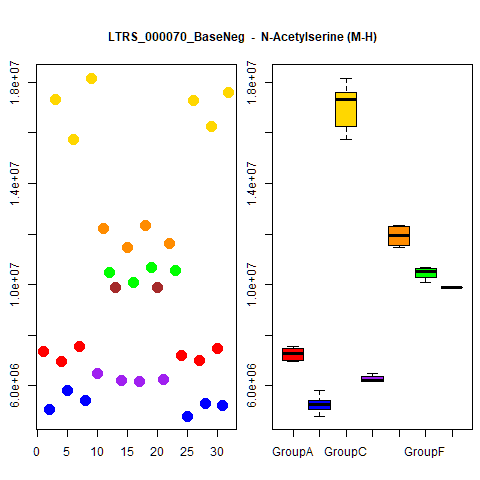 LTRS_000070_BaseNeg - N-Acetylserine (M-H)
1.8e+07
1.4e+07
1.0e+07
6.0e+06
0 5 10 15 20 25 30
1.8e+07
1.4e+07
1.0e+07
6.0e+06
GroupA GroupC GroupF